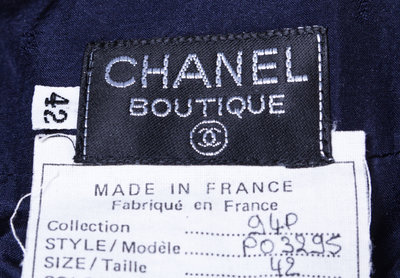 CHANEL
BOUTIQUE
42
MADE IN FRANCE
Fabriqué en France
Collection 94P
STYLE/Modèle P03295
SIZE/Taille 42